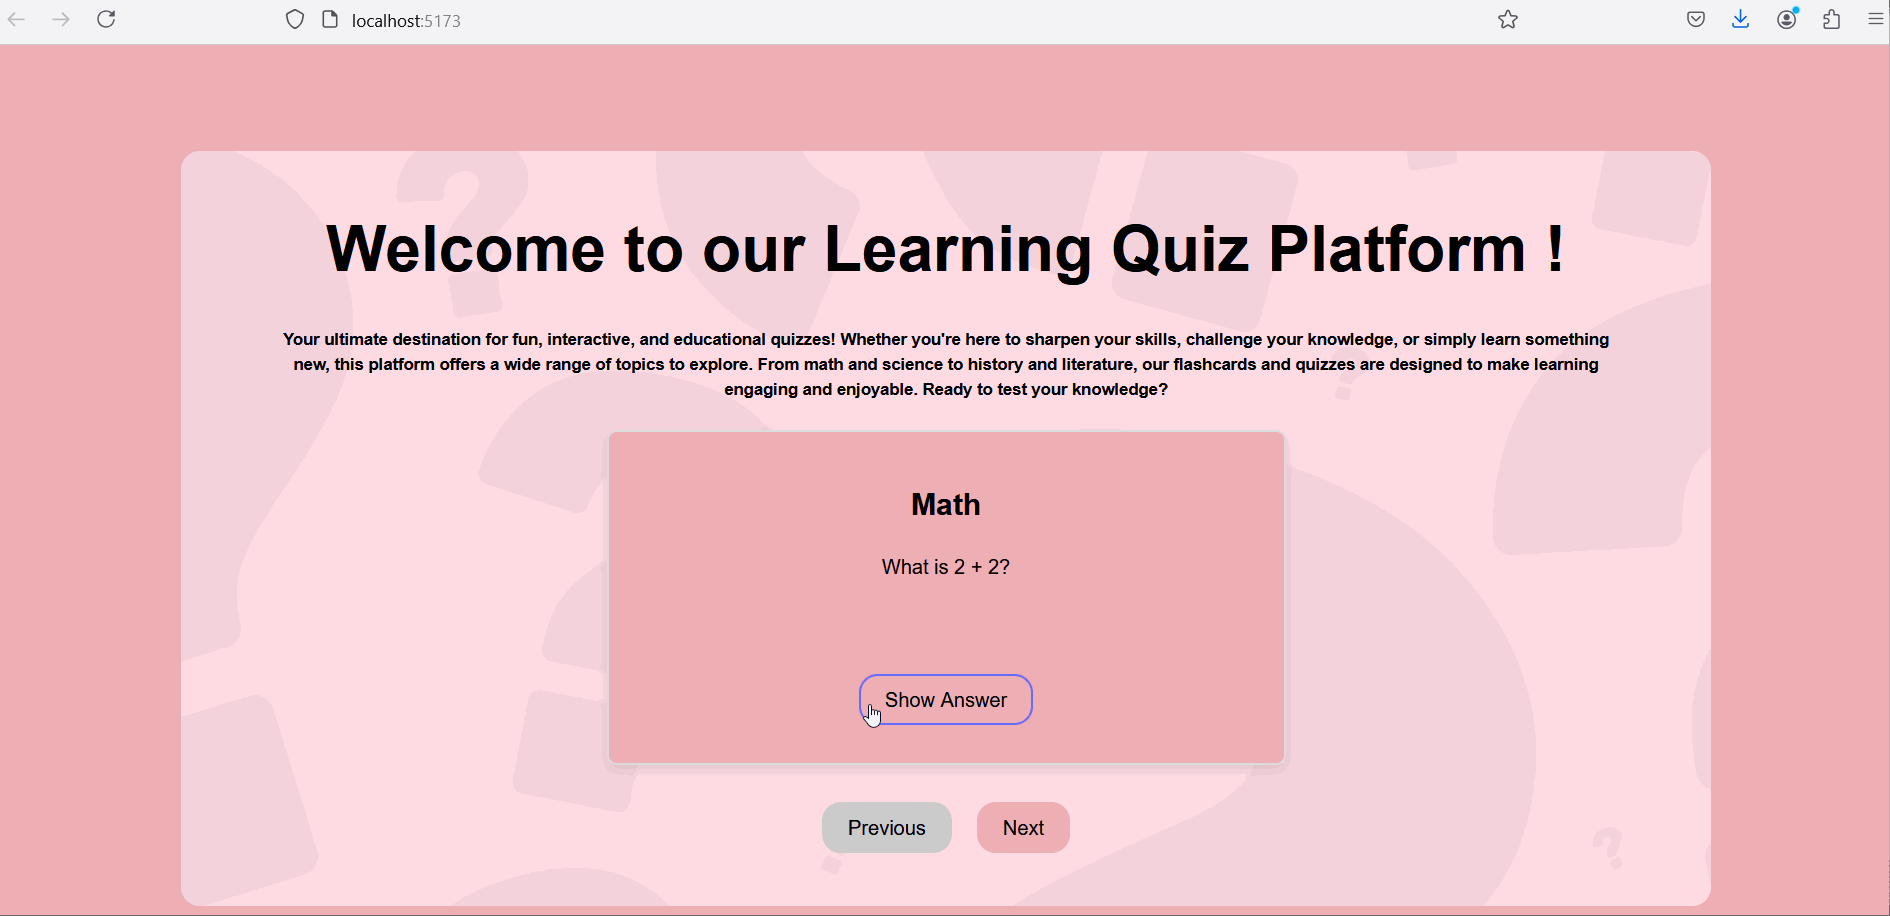 localhost:5173
Welcome to our Learning Quiz Platform !
Your ultimate destination for fun, interactive, and educational quizzes! Whether you're here to sharpen your skills, challenge your knowledge, or simply learn something
new, this platform offers a wide range of topics to explore. From math and science to history and literature, our flashcards and quizzes are designed to make learning
engaging and enjoyable. Ready to test your knowledge?
Math
What is 2 + 2?
Show Answer
Previous
Next